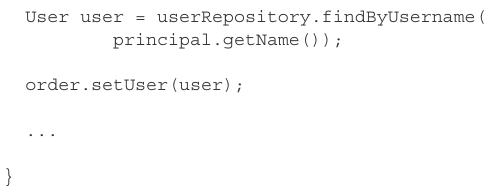 User user = userRepository.findByUsername(
principal.getName());
order.setUser(user);
...
}